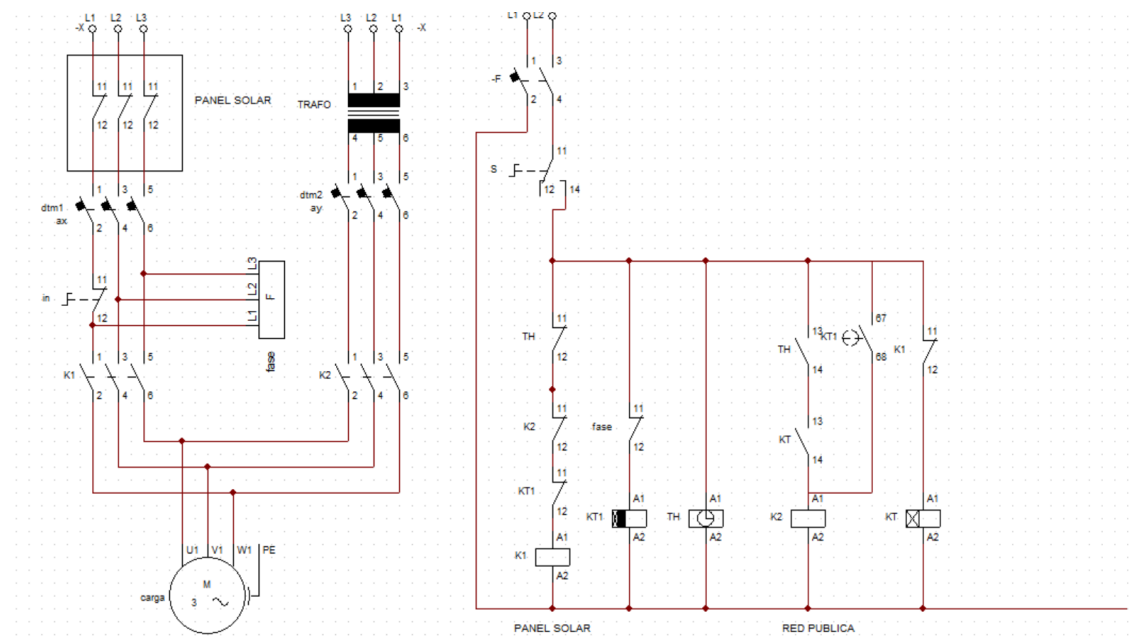 L1 L2 L3
-X
PANEL SOLAR
11 11 11
12 12 12
dtm1
ax
1 3 5
2 4 6
in
11
12
L3
L2
L1
F
fase
K1
1 3 5
2 4 6
L3 L2 L1
-X
TRAFO
1 2 3
4 5 6
dtm2
ay
1 3 5
2 4 6
K2
1 3 5
2 4 6
U1 V1 W1 PE
M
3
carga
L1 L2
-F
1 3
2 4
S
11
12 14
TH
11
12
K2
11
12
KT1
11
12
K1
A1
A2
fase
11
12
KT1
A1
A2
TH
A1
A2
TH
13
14
KT1
67
68
KT
13
14
K2
A1
A2
K1
11
12
KT
A1
A2
PANEL SOLAR
RED PUBLICA